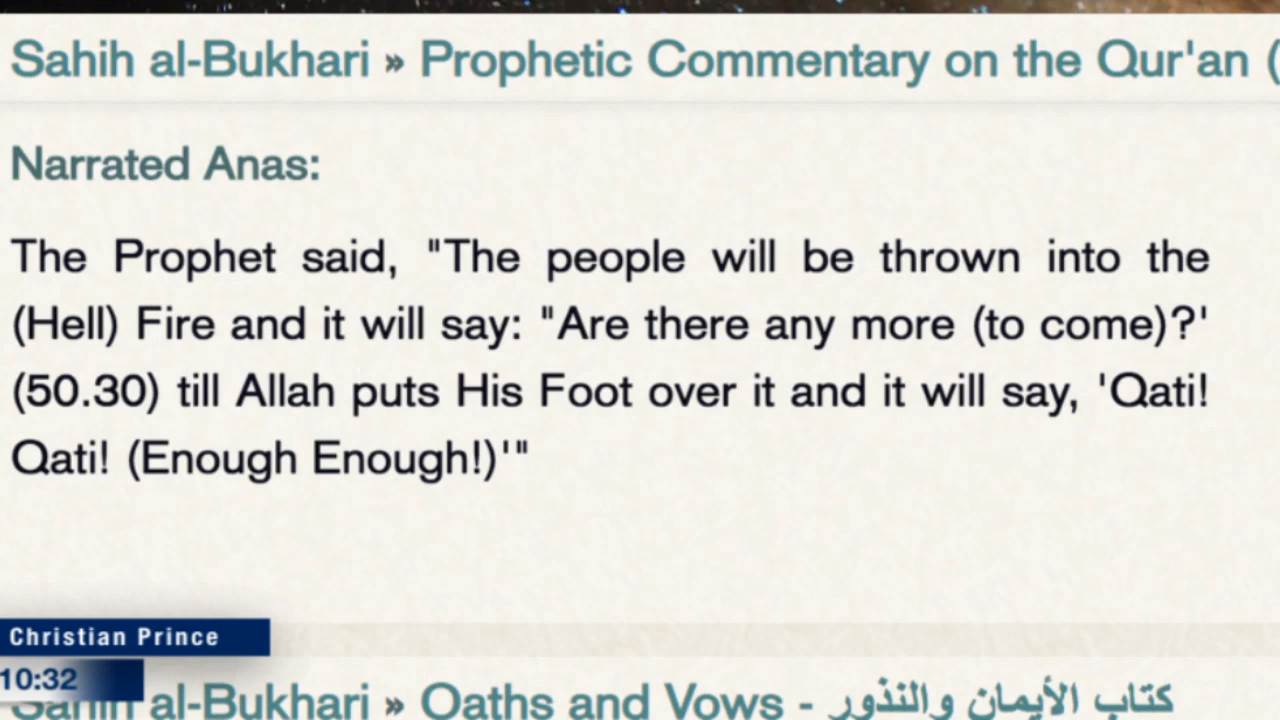 Sahih al-Bukhari » Prophetic Commentary on the Qur'an (
Narrated Anas:
The Prophet said, "The people will be thrown into the
(Hell) Fire and it will say: "Are there any more (to come)?'
(50.30) till Allah puts His Foot over it and it will say, 'Qati!
Qati! (Enough Enough!)'"
Christian Prince
10:32
Sahih al-Bukhari » Oaths and Vows - كتاب الأيمان والنذور